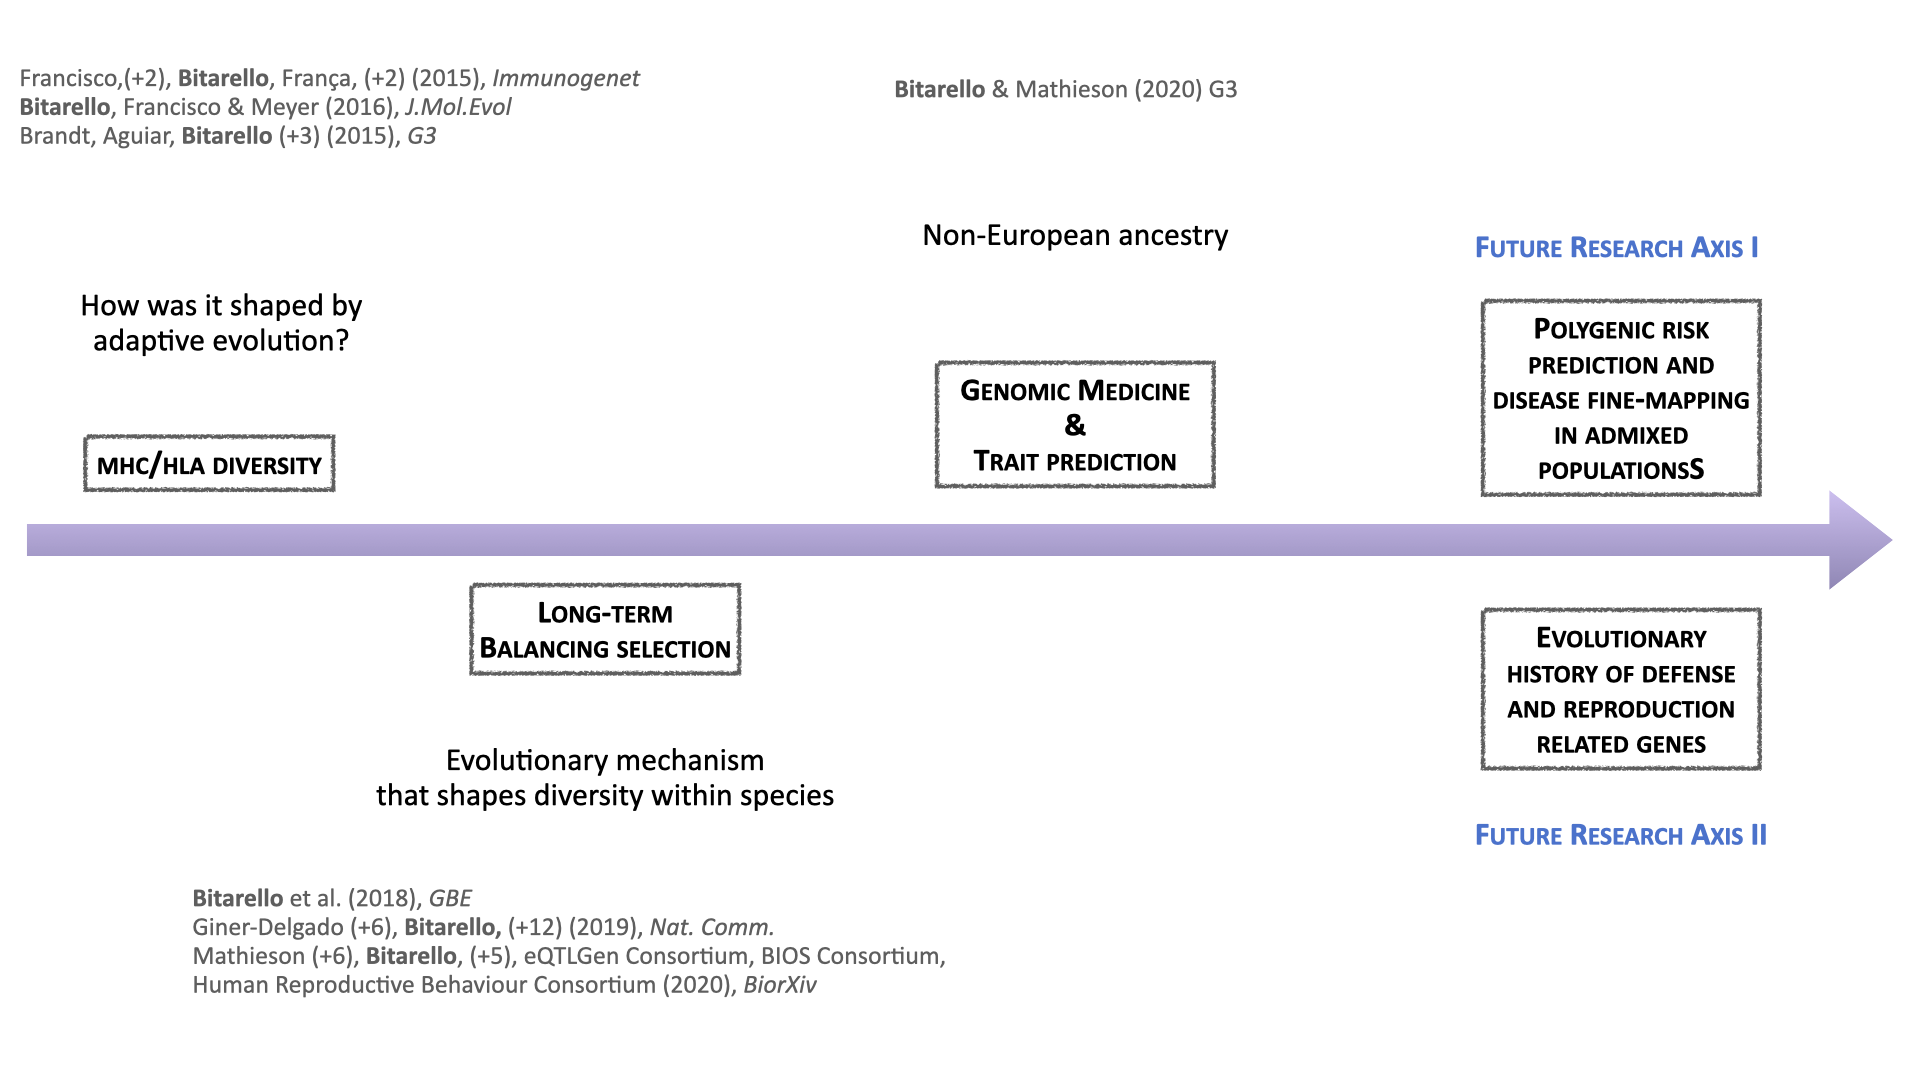 Francisco,(+2), Bitarello, França, (+2) (2015), Immunogenet
Bitarello, Francisco & Meyer (2016), J.Mol.Evol
Brandt, Aguiar, Bitarello (+3) (2015), G3
Bitarello & Mathieson (2020) G3
How was it shaped by
adaptive evolution?
MHC/HLA DIVERSITY
Non-European ancestry
GENOMIC MEDICINE
&
TRAIT PREDICTION
FUTURE RESEARCH AXIS I
POLYGENIC RISK
PREDICTION AND
DISEASE FINE-MAPPING
IN ADMIXED
POPULATIONSS
LONG-TERM
BALANCING SELECTION
Evolutionary mechanism
that shapes diversity within species
Bitarello et al. (2018), GBE
Giner-Delgado (+6), Bitarello, (+12) (2019), Nat. Comm.
Mathieson (+6), Bitarello, (+5), eQTLGen Consortium, BIOS Consortium,
Human Reproductive Behaviour Consortium (2020), BiorXiv
EVOLUTIONARY
HISTORY OF DEFENSE
AND REPRODUCTION
RELATED GENES
FUTURE RESEARCH AXIS II